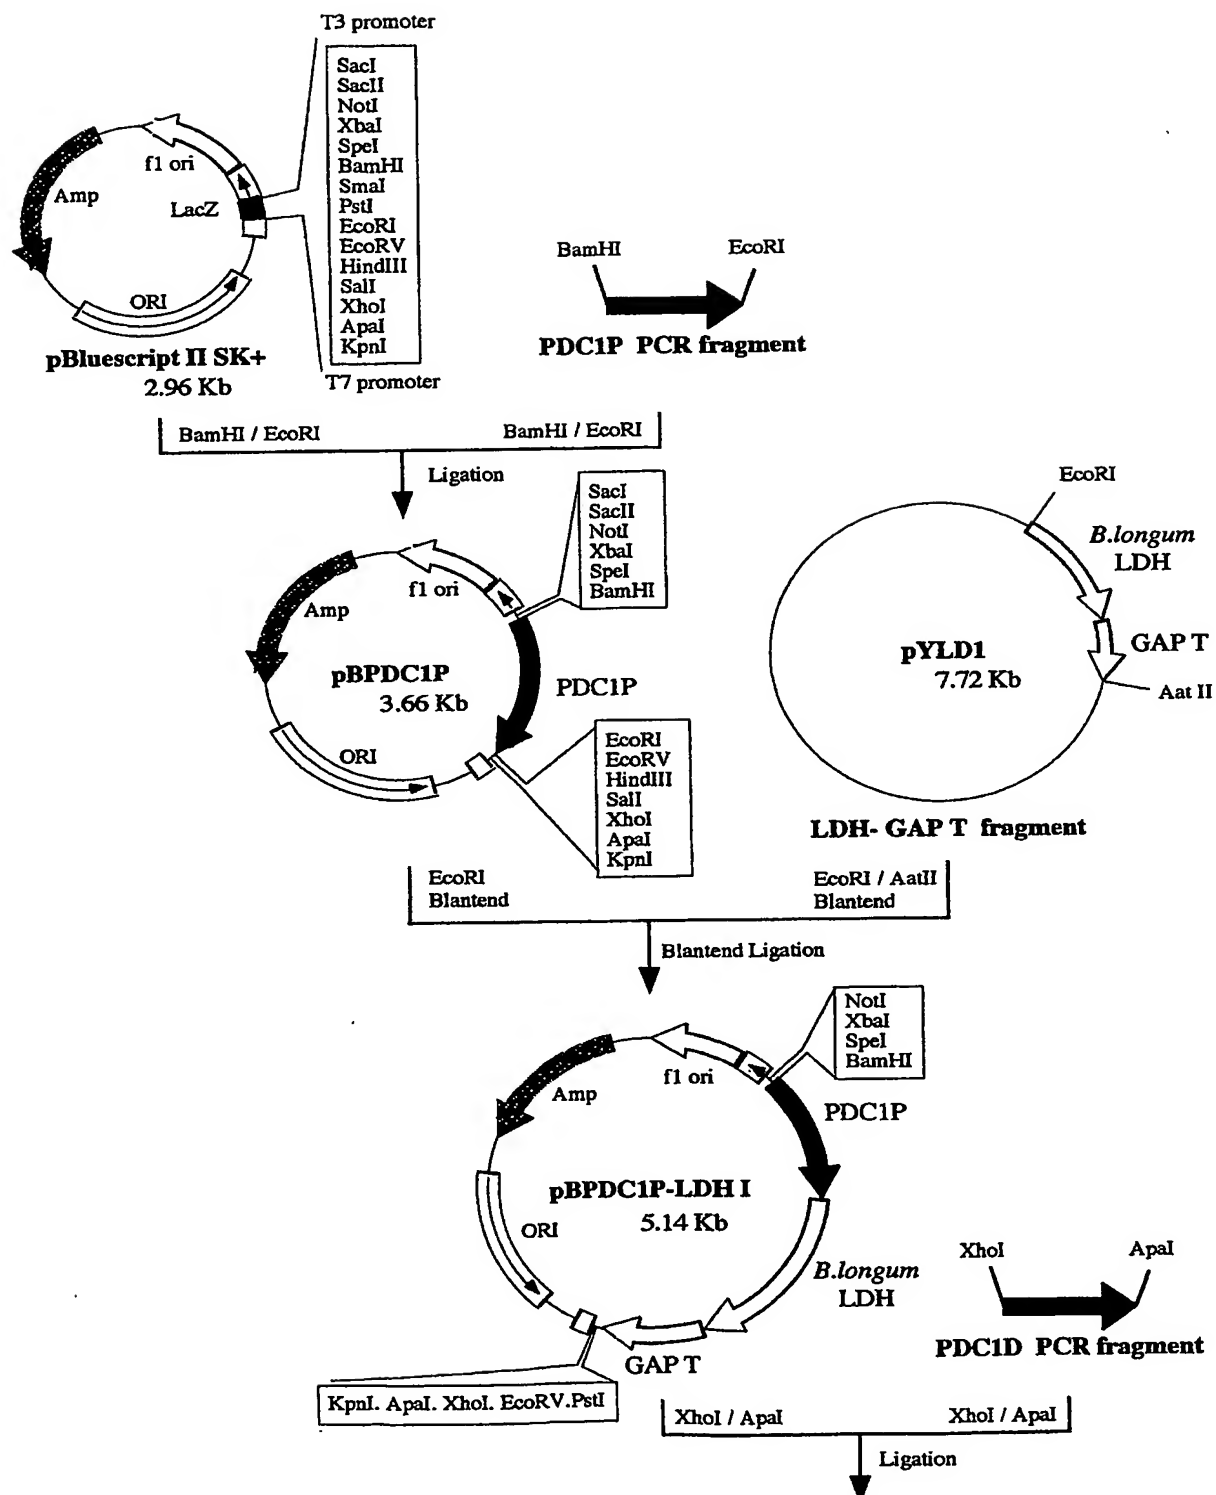 T3 promoter
SacI
SacII
NotI
XbaI
SpeI
BamHI
SmaI
PstI
EcoRI
EcoRV
HindIII
SalI
XhoI
ApaI
KpnI
T7 promoter
f1 ori
Amp
LacZ
ORI
pBluescript II SK+
2.96 Kb
BamHI
EcoRI
PDC1P PCR fragment
BamHI / EcoRI
BamHI / EcoRI
Ligation
SacI
SacII
NotI
XbaI
SpeI
BamHI
f1 ori
Amp
pBPDC1P
3.66 Kb
PDC1P
ORI
EcoRI
EcoRV
HindIII
SalI
XhoI
ApaI
KpnI
EcoRI
B.longum
LDH
GAP T
pYLD1
7.72 Kb
Aat II
LDH- GAP T fragment
EcoRI
Blantend
EcoRI / AatII
Blantend
Blantend Ligation
NotI
XbaI
SpeI
BamHI
f1 ori
Amp
PDC1P
pBPDC1P-LDH I
5.14 Kb
ORI
B.longum
LDH
GAP T
KpnI. ApaI. XhoI. EcoRV.PstI
XhoI
ApaI
PDC1D PCR fragment
XhoI / ApaI
XhoI / ApaI
Ligation